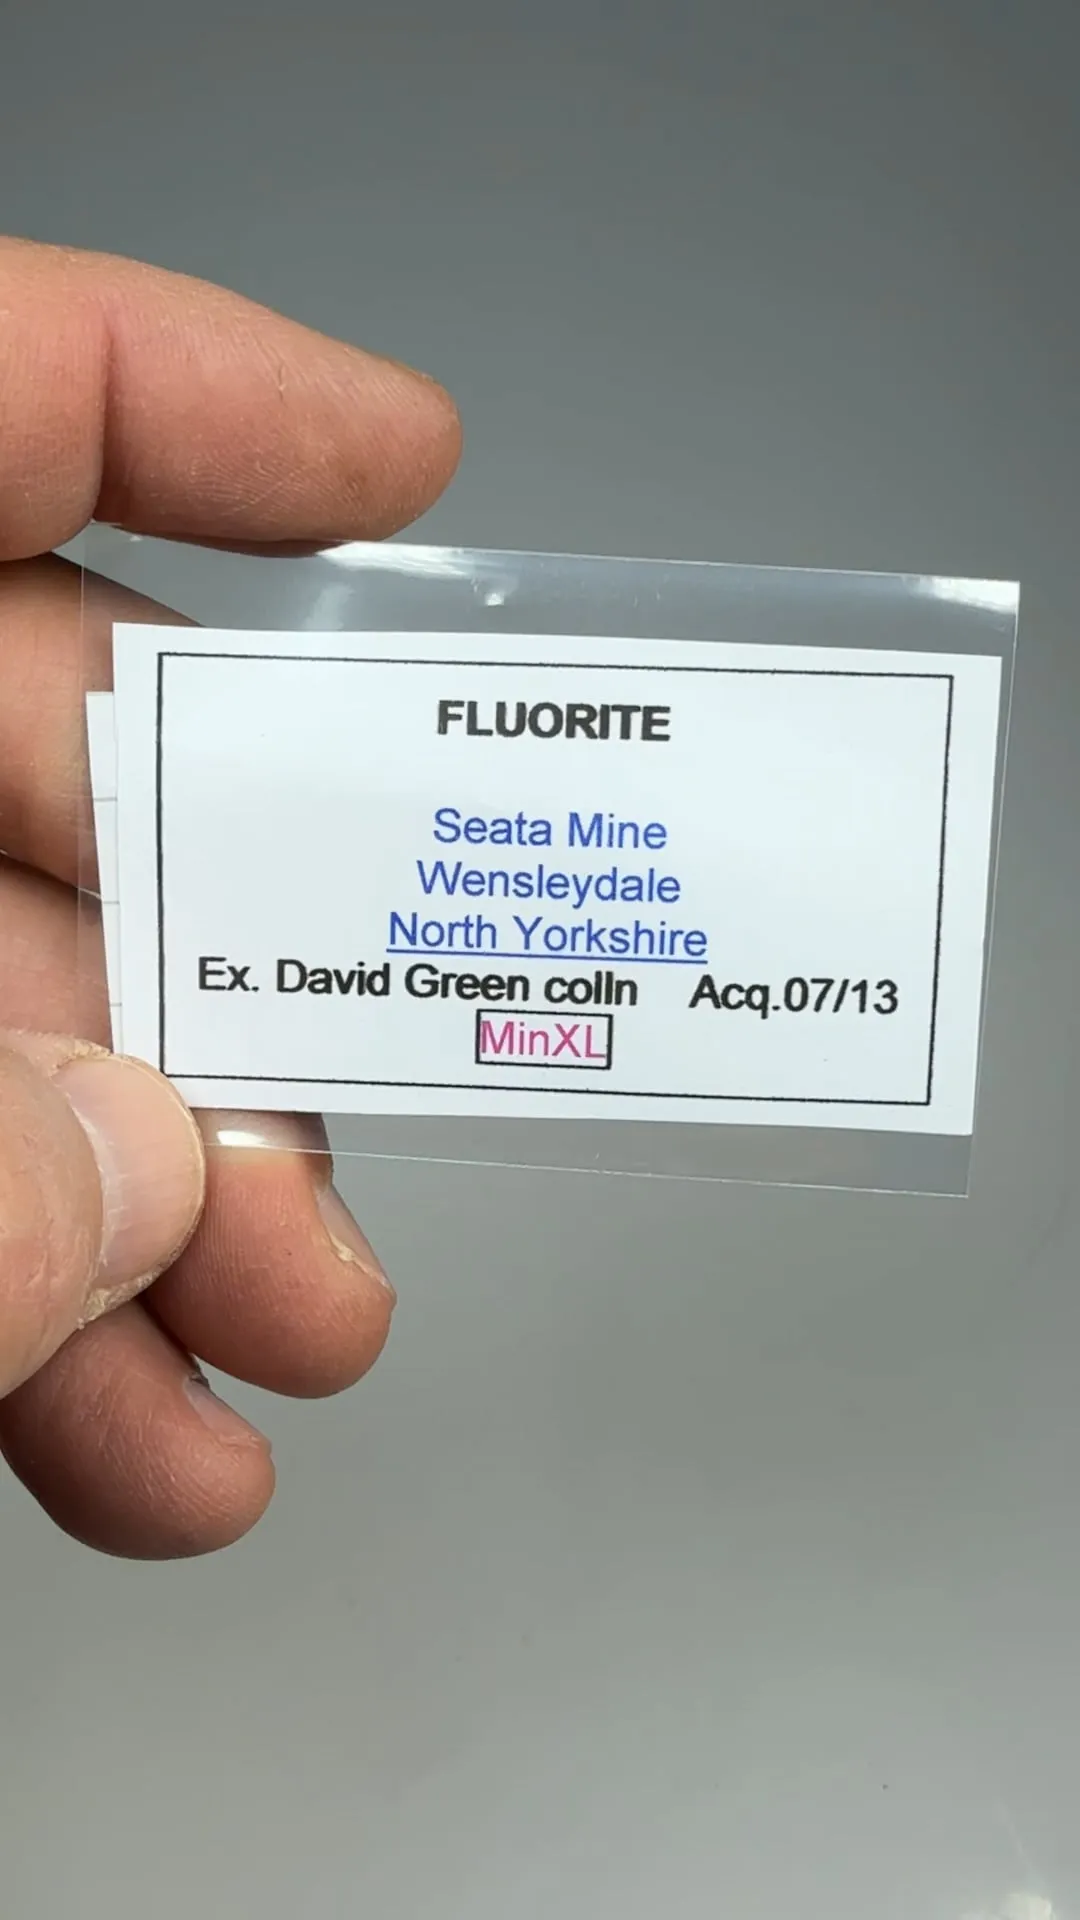 FLUORITE
Seata Mine
Wensleydale
North Yorkshire
Ex. David Green colln Acq.07/13
MinXL